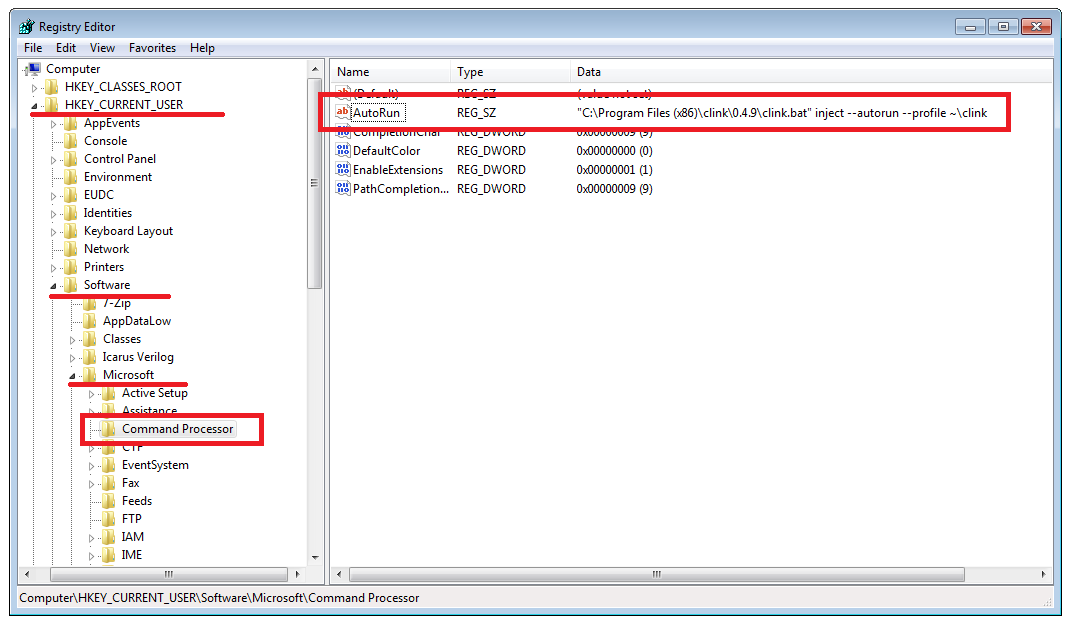 Registry Editor
File Edit View Favorites Help
Computer
HKEY_CLASSES_ROOT
HKEY_CURRENT_USER
AppEvents
Console
Control Panel
Environment
EUDC
Identities
Keyboard Layout
Network
Printers
Software
7-Zip
AppDataLow
Classes
Icarus Verilog
Microsoft
Active Setup
Assistance
Command Processor
CTF
EventSystem
Fax
Feeds
FTP
IAM
IME
Name Type Data
(Default) REG_SZ (value not set)
AutoRun REG_SZ "C:\Program Files (x86)\clink\0.4.9\clink.bat" inject --autorun --profile ~\clink
CompletionChar REG_DWORD 0x00000009 (9)
DefaultColor REG_DWORD 0x00000000 (0)
EnableExtensions REG_DWORD 0x00000001 (1)
PathCompletion... REG_DWORD 0x00000009 (9)
Computer\HKEY_CURRENT_USER\Software\Microsoft\Command Processor